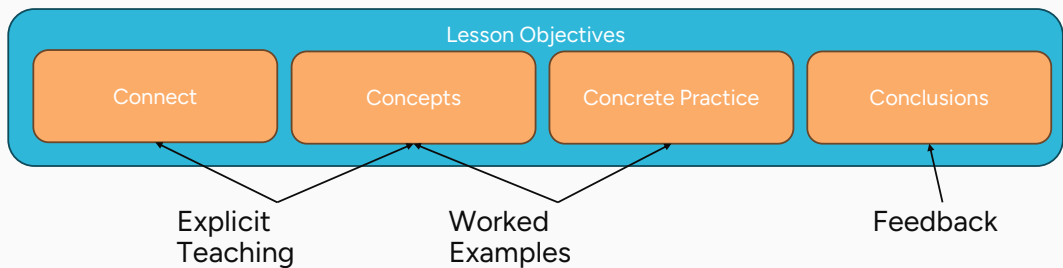 Lesson Objectives
Connect
Concepts
Concrete Practice
Conclusions
Explicit
Teaching
Worked
Examples
Feedback